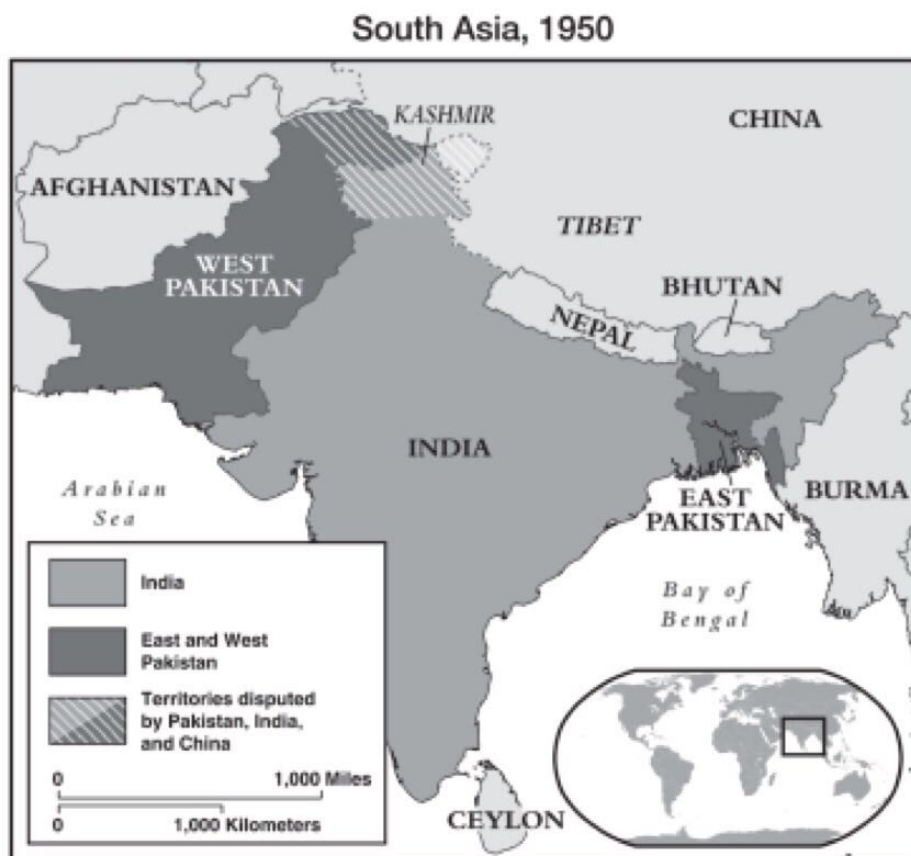 South Asia, 1950
KASHMIR
CHINA
AFGHANISTAN
TIBET
WEST
PAKISTAN
BHUTAN
NEPAL
INDIA
Arabian
Sea
EAST
PAKISTAN
BURMA
Bay of
Bengal
India
East and West
Pakistan
Territories disputed
by Pakistan, India,
and China
0 1,000 Miles
0 1,000 Kilometers
CEYLON